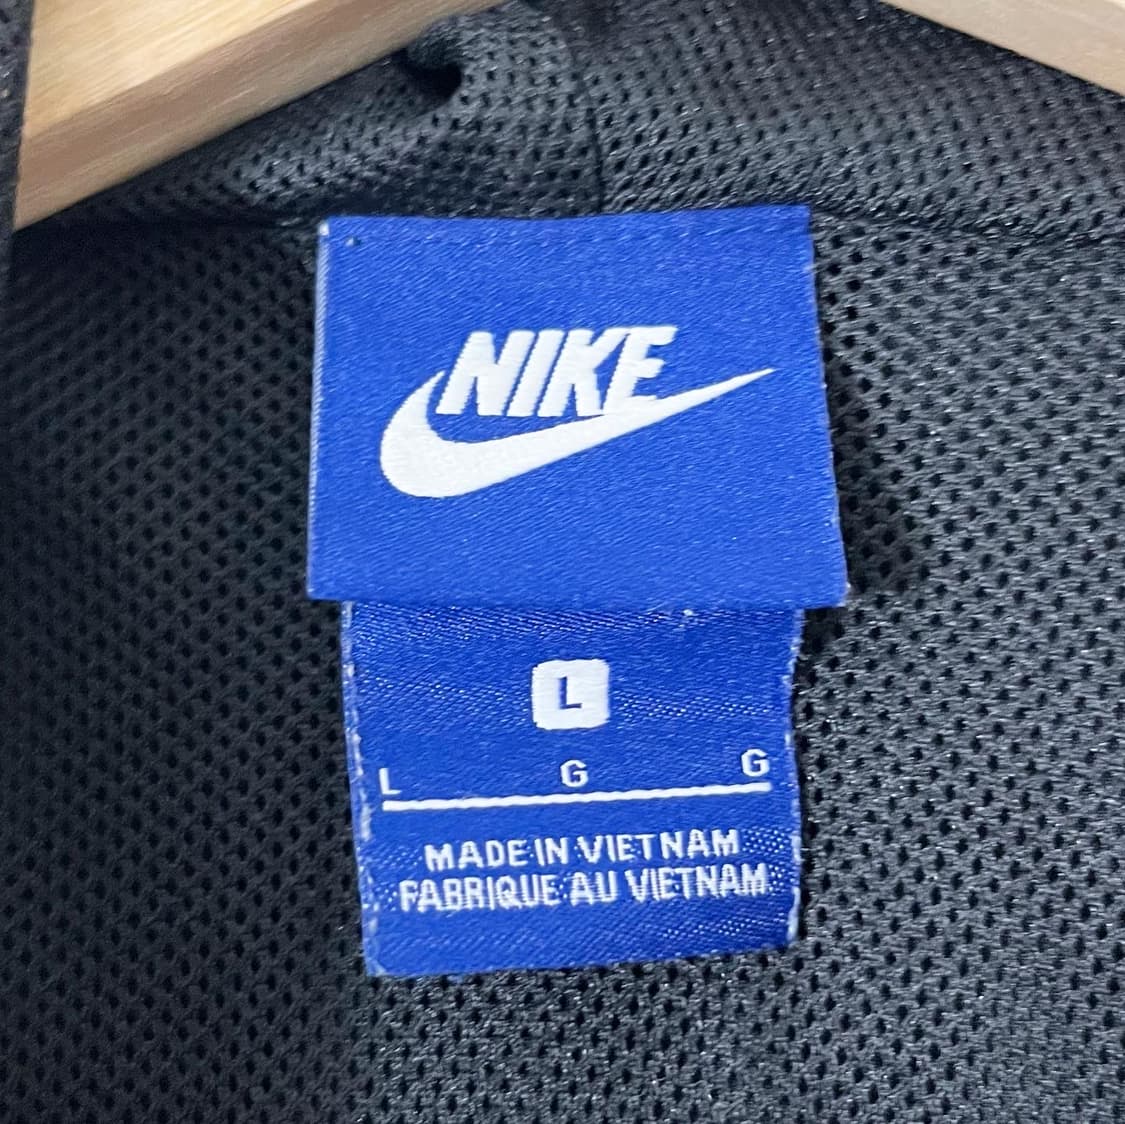 NIKE
L
L G G
MADE IN VIETNAM
FABRIQUE AU VIETNAM